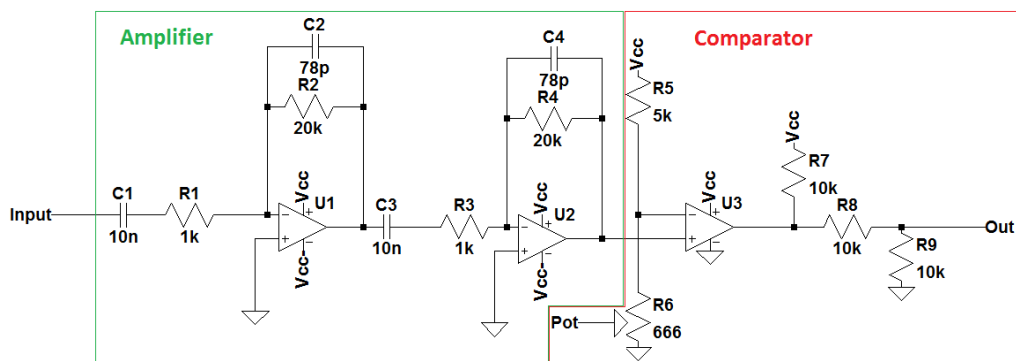 Amplifier
Comparator
C2
78p
R2
20k
C4
78p
R4
20k
Vcc
R5
5k
Vcc
R7
10k
Input
C1
10n
R1
1k
Vcc
U1
Vcc-
C3
10n
R3
1k
Vcc
U2
Vcc-
Vcc
U3
R8
10k
Out
R9
10k
Pot
R6
666